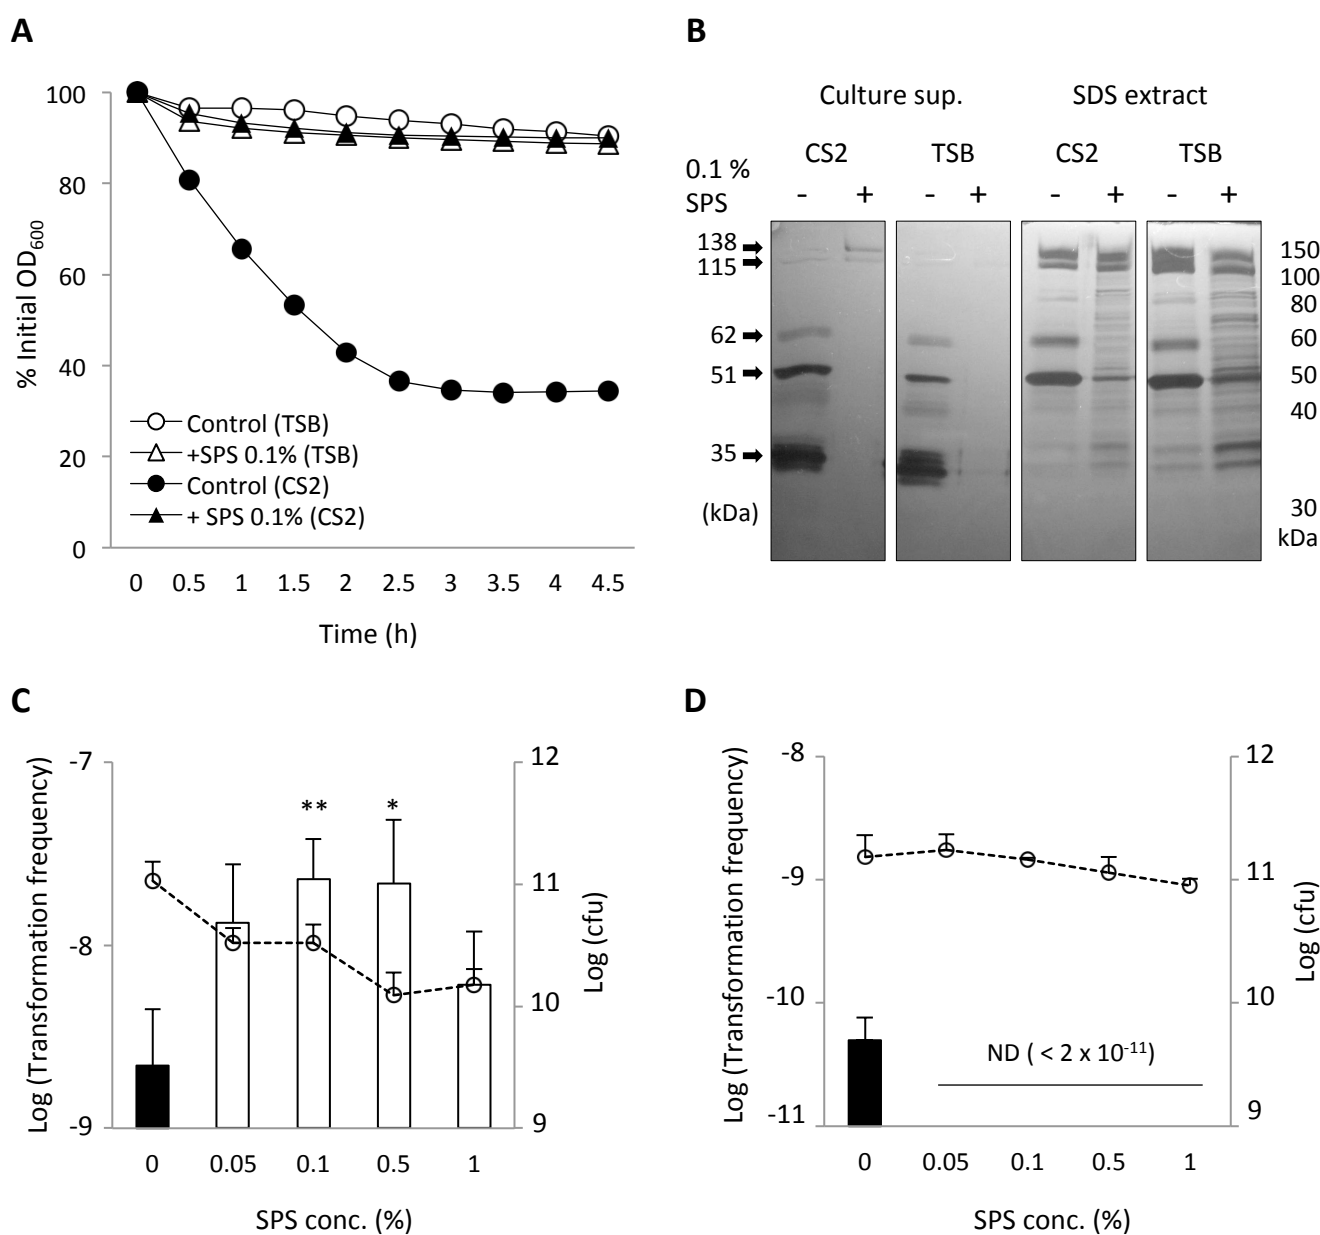 A
100
80
60
40
20
0
% Initial OD600
Control (TSB)
+SPS 0.1% (TSB)
Control (CS2)
+ SPS 0.1% (CS2)
0 0.5 1 1.5 2 2.5 3 3.5 4 4.5
Time (h)
B
Culture sup. SDS extract
CS2 TSB CS2 TSB
0.1 %
SPS - + - + - + - +
138
115
62
51
35
(kDa)
150
100
80
60
50
40
30
kDa
C
Log (Transformation frequency)
-7
-8
-9
** *
12
11
10
9
Log (cfu)
0 0.05 0.1 0.5 1
SPS conc. (%)
D
Log (Transformation frequency)
-8
-9
-10
-11
ND ( < 2 x 10⁻¹¹)
12
11
10
9
Log (cfu)
0 0.05 0.1 0.5 1
SPS conc. (%)